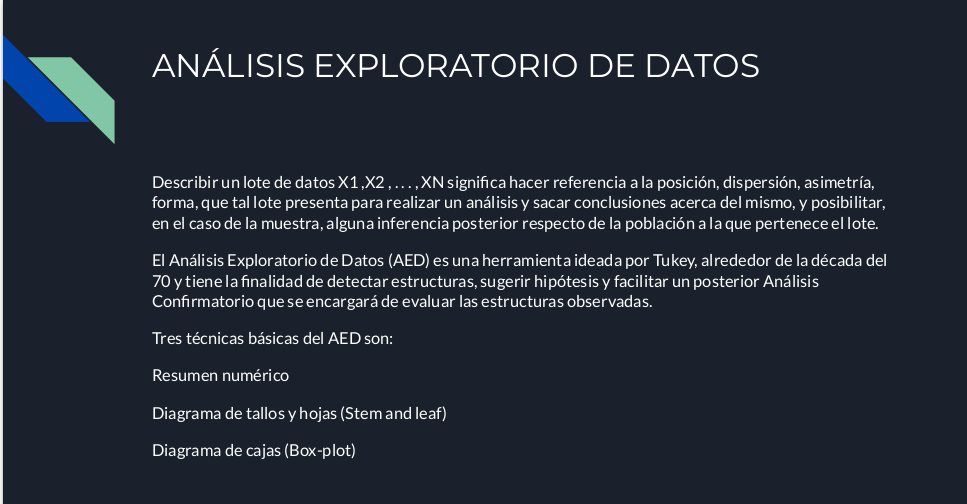 ANÁLISIS EXPLORATORIO DE DATOS
Describir un lote de datos X1 ,X2 , . . . , XN significa hacer referencia a la posición, dispersión, asimetría,
forma, que tal lote presenta para realizar un análisis y sacar conclusiones acerca del mismo, y posibilitar,
en el caso de la muestra, alguna inferencia posterior respecto de la población a la que pertenece el lote.
El Análisis Exploratorio de Datos (AED) es una herramienta ideada por Tukey, alrededor de la década del
70 y tiene la finalidad de detectar estructuras, sugerir hipótesis y facilitar un posterior Análisis
Confirmatorio que se encargará de evaluar las estructuras observadas.
Tres técnicas básicas del AED son:
Resumen numérico
Diagrama de tallos y hojas (Stem and leaf)
Diagrama de cajas (Box-plot)